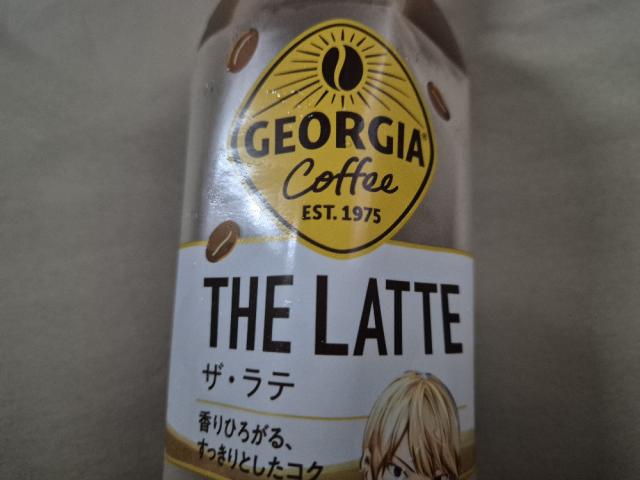 GEORGIA®
Coffee
EST. 1975
THE LATTE
ザ・ラテ
香りひろがる、
すっきりとしたコク